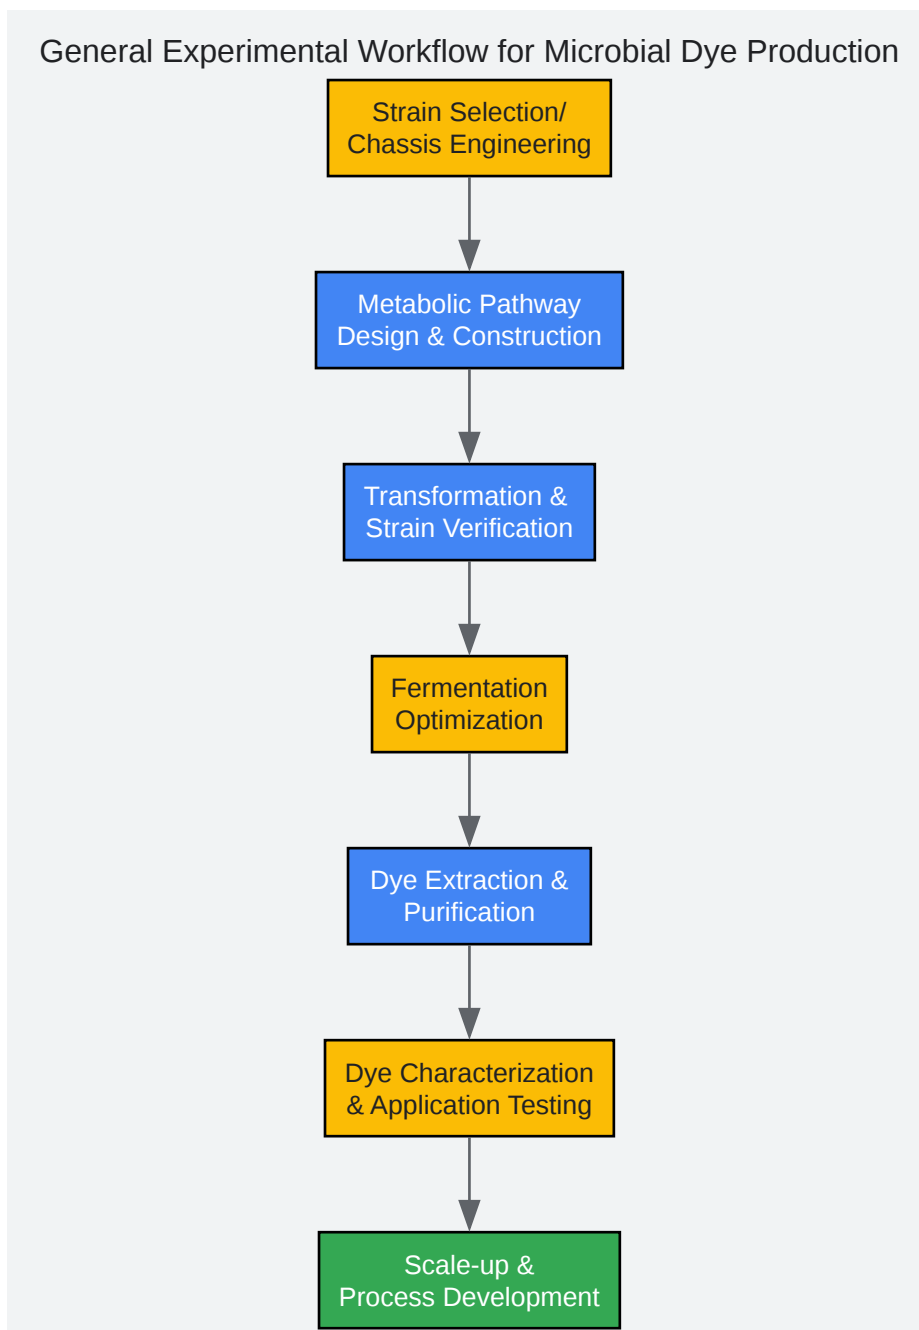 General Experimental Workflow for Microbial Dye Production
Strain Selection/
Chassis Engineering
Metabolic Pathway
Design & Construction
Transformation &
Strain Verification
Fermentation
Optimization
Dye Extraction &
Purification
Dye Characterization
& Application Testing
Scale-up &
Process Development